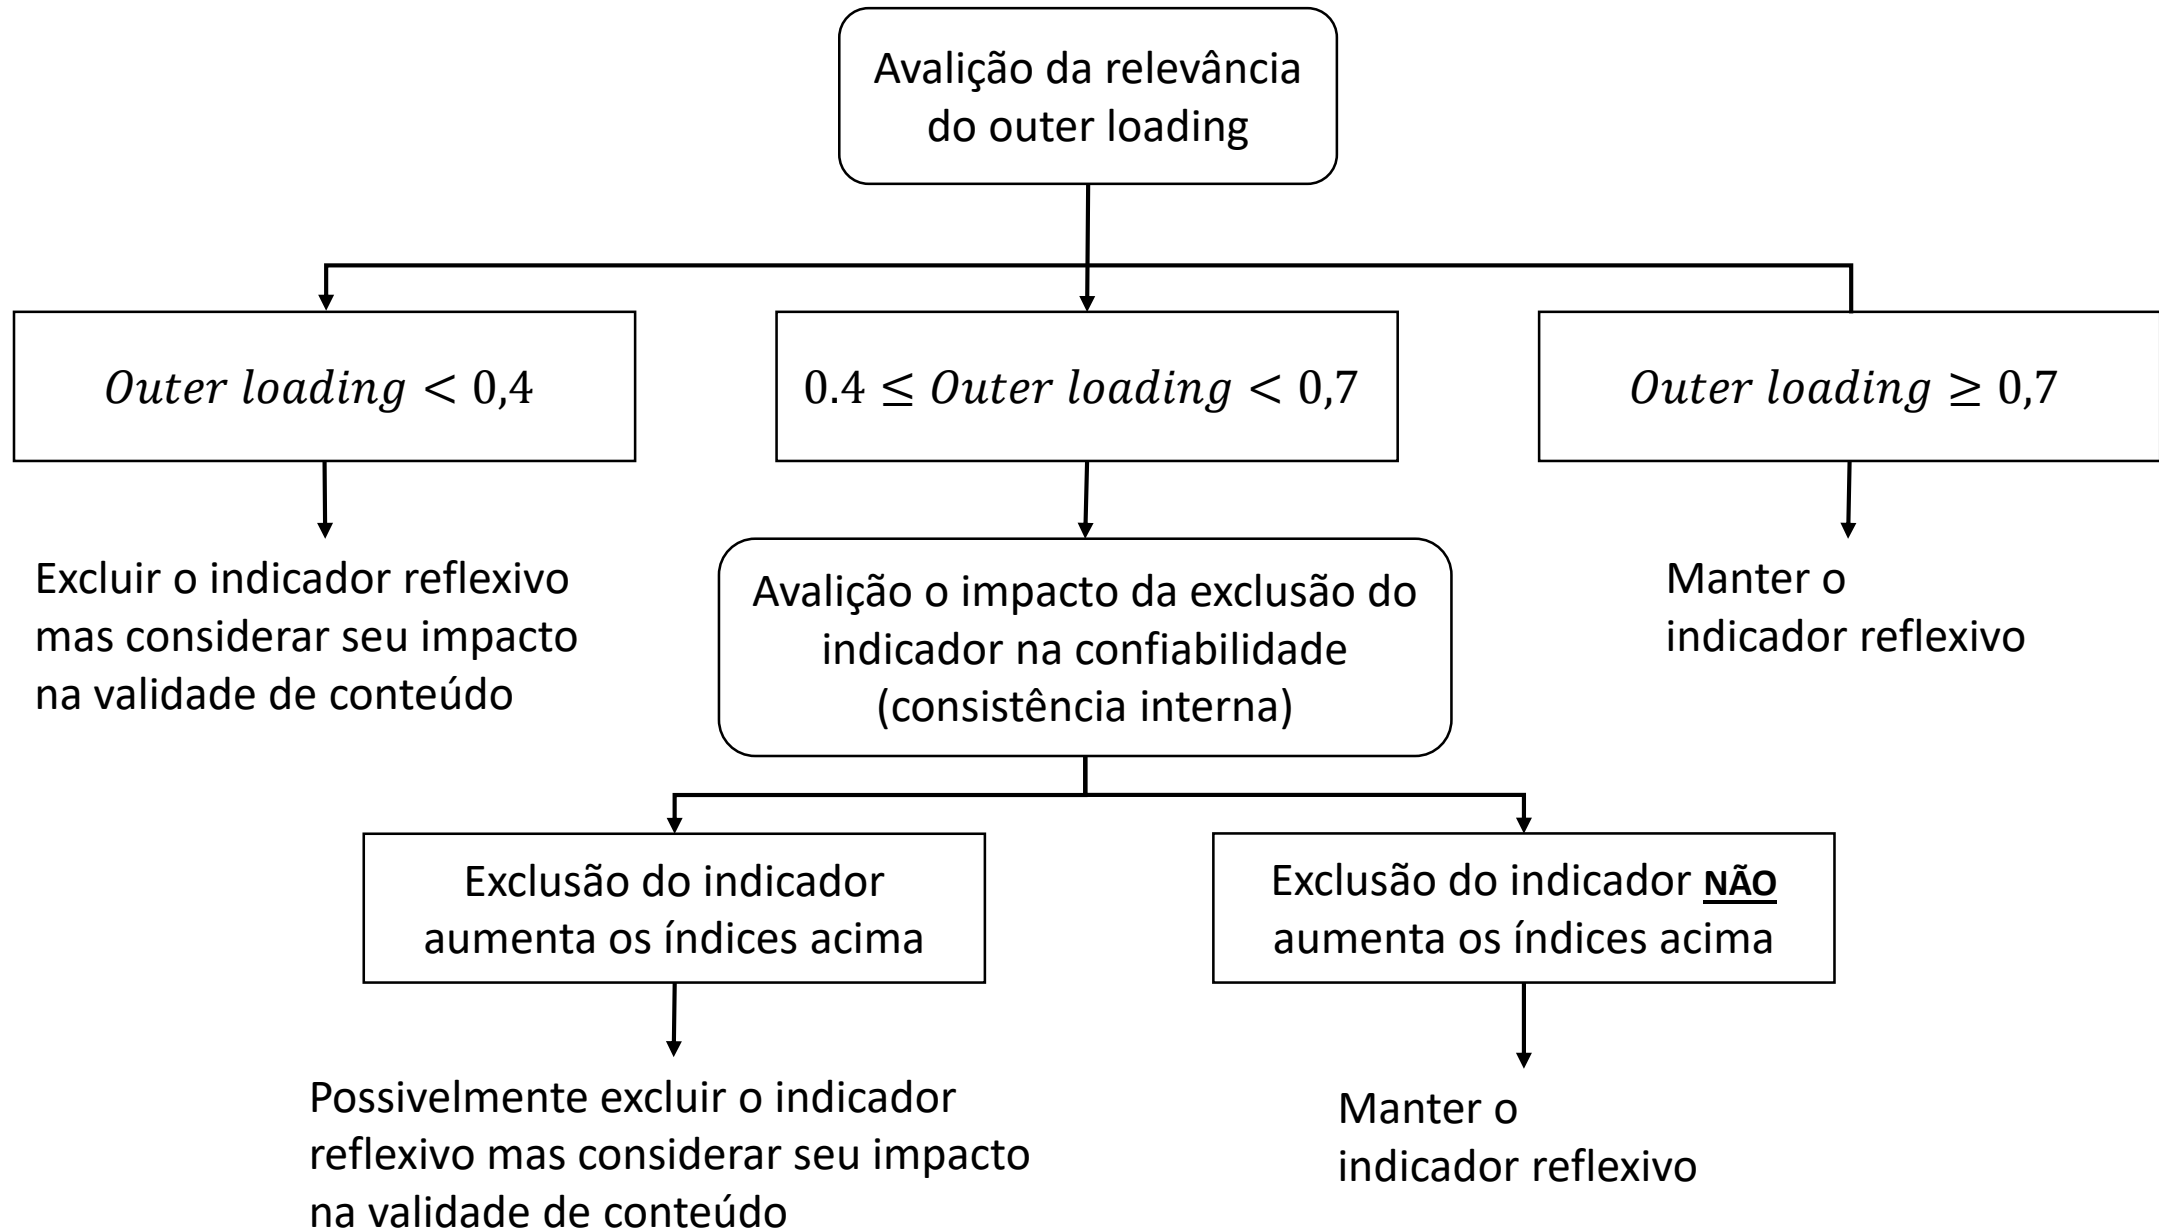 Avalição da relevância
do outer loading
Outer loading < 0,4
0.4 ≤ Outer loading < 0,7
Outer loading ≥ 0,7
Excluir o indicador reflexivo
mas considerar seu impacto
na validade de conteúdo
Avalição o impacto da exclusão do
indicador na confiabilidade
(consistência interna)
Manter o
indicador reflexivo
Exclusão do indicador
aumenta os índices acima
Exclusão do indicador NÃO
aumenta os índices acima
Possivelmente excluir o indicador
reflexivo mas considerar seu impacto
na validade de conteúdo
Manter o
indicador reflexivo